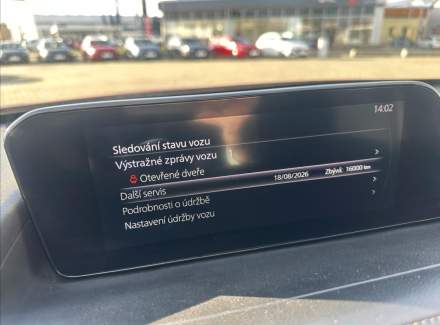 14:02
Sledování stavu vozu
Výstražné zprávy vozu
Otevřené dveře
Další servis 18/08/2026 Zbývá: 16000 km
Podrobnosti o údržbě
Nastavení údržby vozu